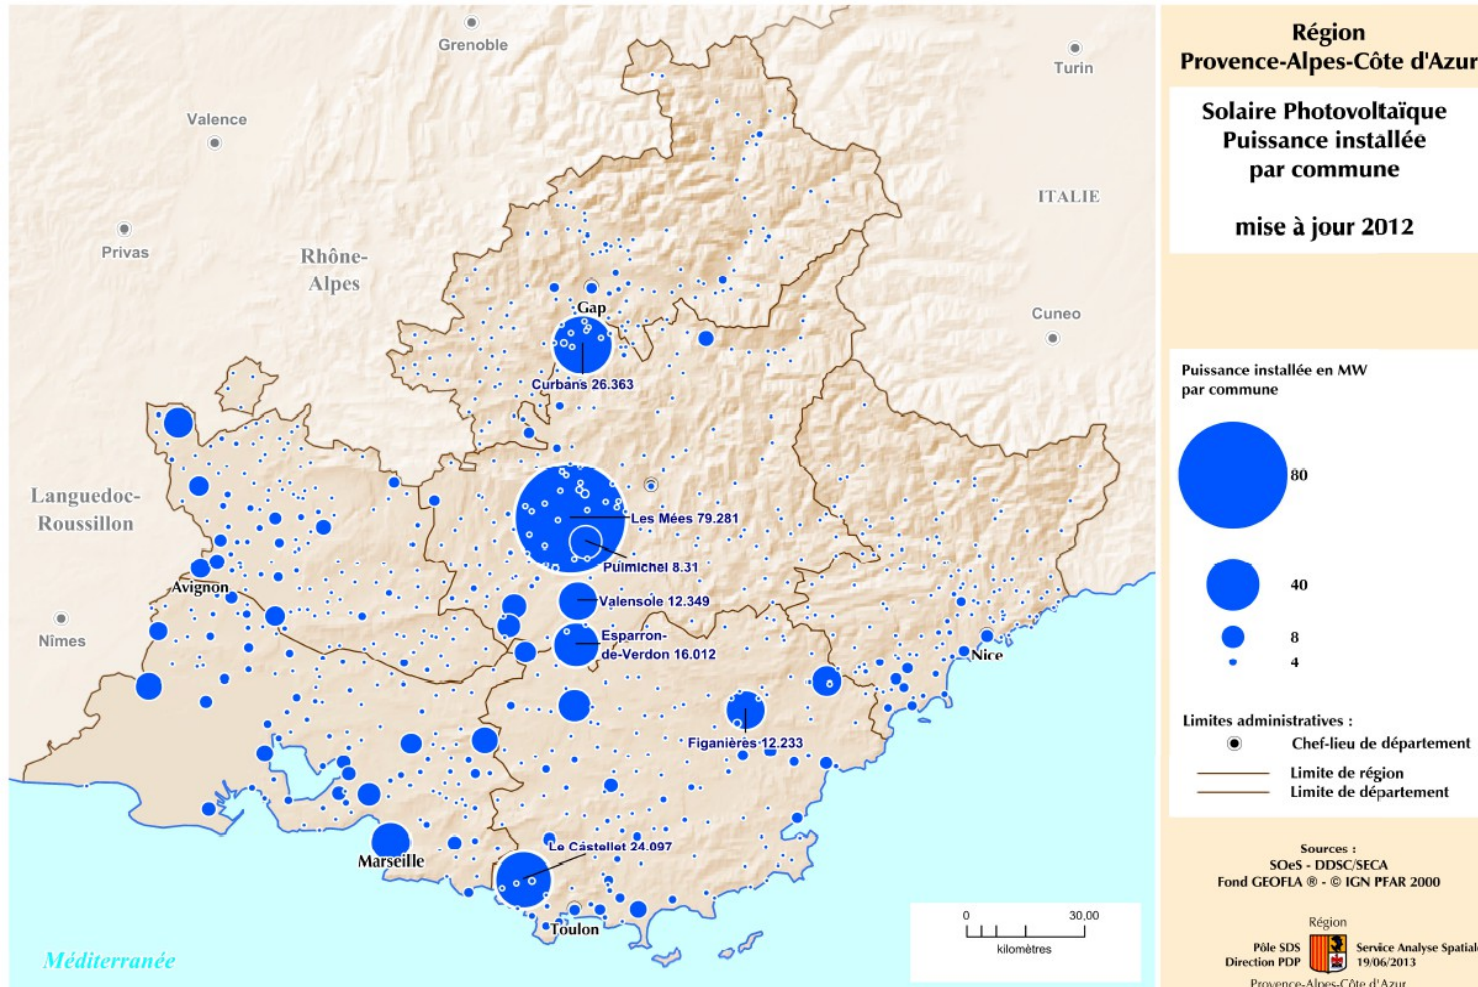 Région
Provence-Alpes-Côte d'Azur
Solaire Photovoltaïque
Puissance installée
par commune
mise à jour 2012
Puissance installée en MW
par commune
80
40
8
4
Limites administratives :
Chef-lieu de département
Limite de région
Limite de département
Sources :
SOeS - DDSC/SECA
Fond GEOFLA ® - © IGN PFAR 2000
Région
Pôle SDS
Direction PDP
Service Analyse Spatiale
19/06/2013
Provence-Alpes-Côte d'Azur
Grenoble
Turin
Valence
ITALIE
Privas
Rhône-
Alpes
Gap
Cuneo
Curbans 26.363
Languedoc-
Roussillon
Les Mées 79.281
Puimichel 8.31
Avignon
Valensole 12.349
Nîmes
Esparron-
de-Verdon 16.012
Nice
Figanières 12.233
Le Castellet 24.097
Marseille
Toulon
0 30,00
kilomètres
Méditerranée